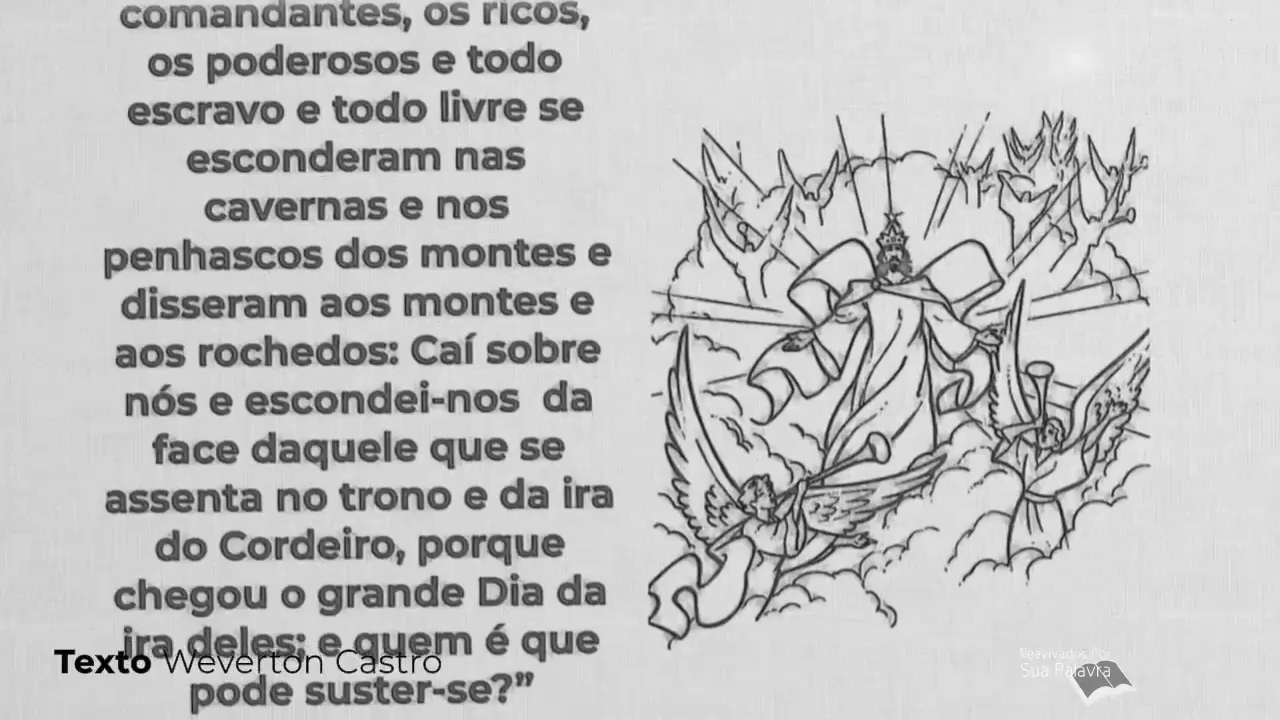 comandantes, os ricos,
os poderosos e todo
escravo e todo livre se
esconderam nas
cavernas e nos
penhascos dos montes e
disseram aos montes e
aos rochedos: Caí sobre
nós e escondei-nos da
face daquele que se
assenta no trono e da ira
do Cordeiro, porque
chegou o grande Dia da
ira deles; e quem é que
pode suster-se?”
Texto Weverton Castro
Reavivados Por
Sua Palavra